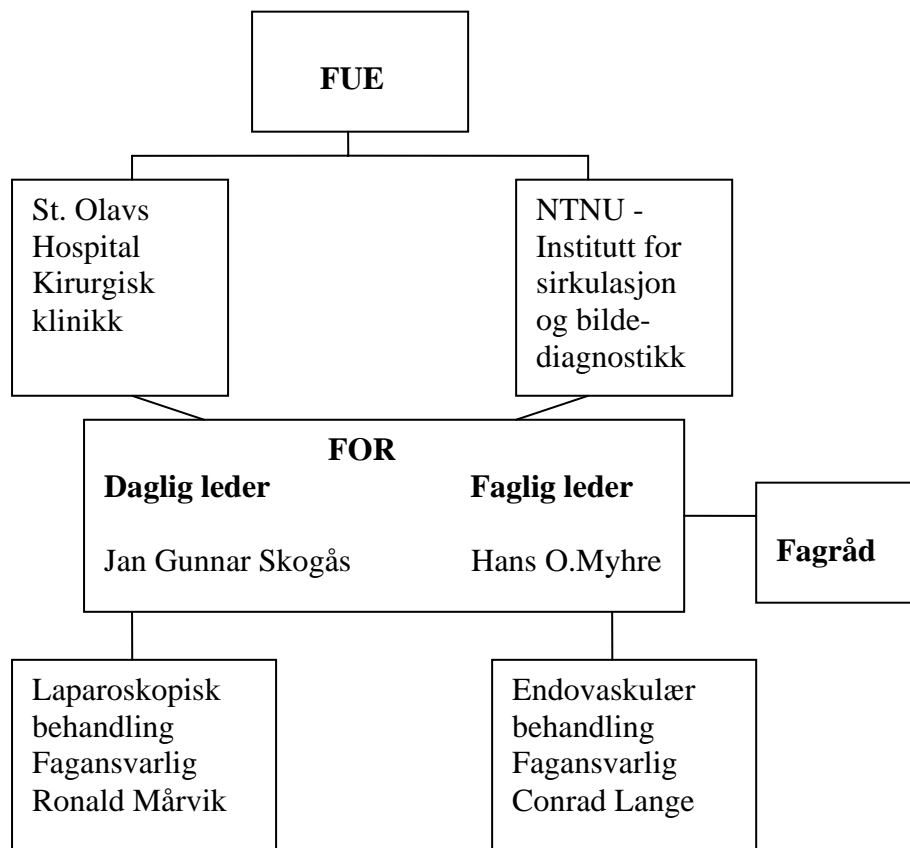 FUE
St. Olavs
Hospital
Kirurgisk
klinikk
NTNU -
Institutt for
sirkulasjon
og bilde-
diagnostikk
FOR
Daglig leder
Faglig leder
Jan Gunnar Skogås
Hans O.Myhre
Fagråd
Laparoskopisk
behandling
Fagansvarlig
Ronald Mårvik
Endovaskulær
behandling
Fagansvarlig
Conrad Lange